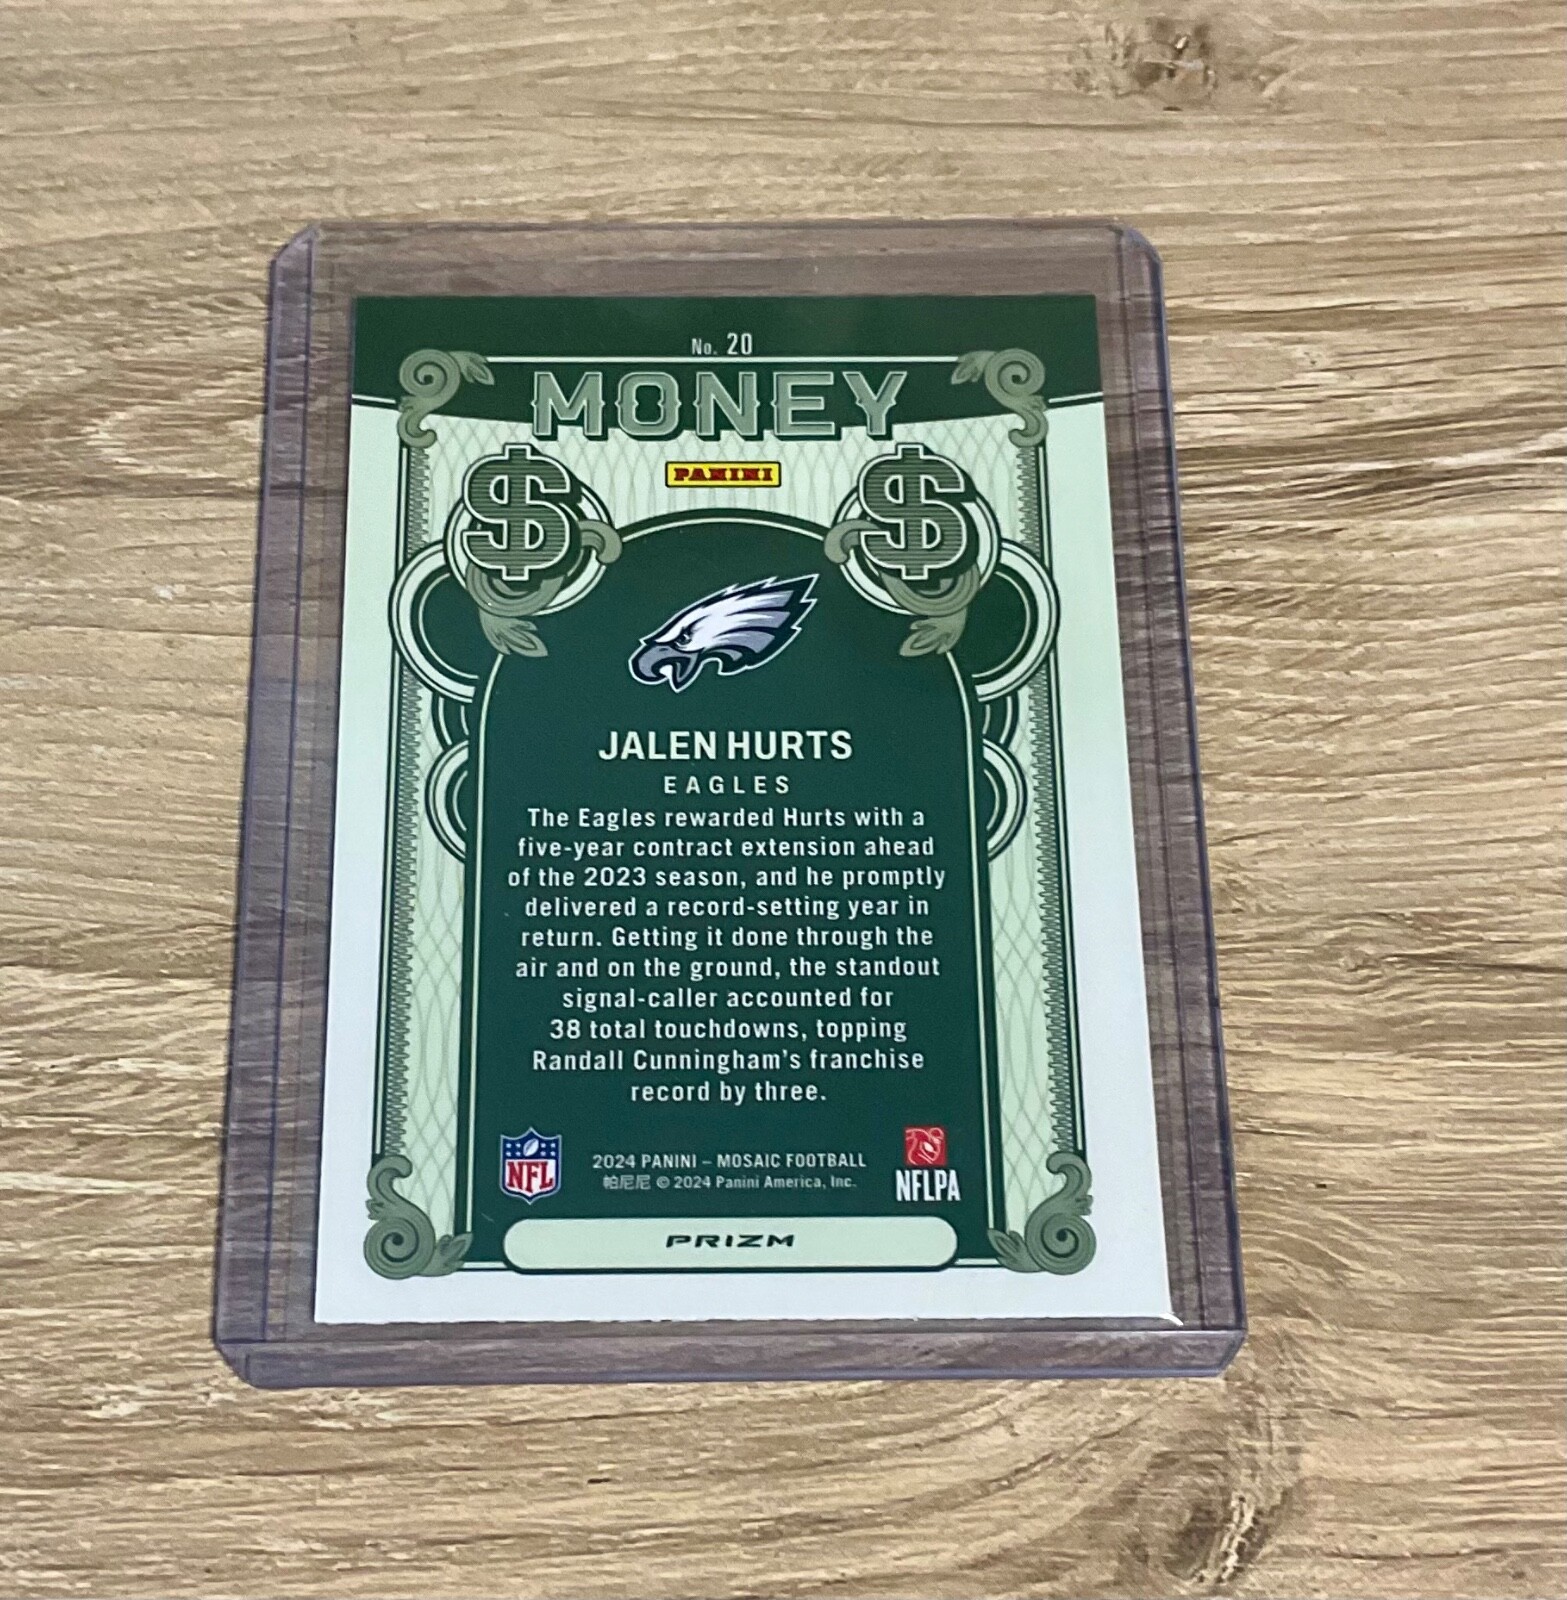 No. 20
MONEY
PANINI
$ $
JALEN HURTS
EAGLES
The Eagles rewarded Hurts with a
five-year contract extension ahead
of the 2023 season, and he promptly
delivered a record-setting year in
return. Getting it done through the
air and on the ground, the standout
signal-caller accounted for
38 total touchdowns, topping
Randall Cunningham's franchise
record by three.
NFL
2024 PANINI – MOSAIC FOOTBALL
帕尼尼 © 2024 Panini America, Inc.
NFLPA
PRIZM